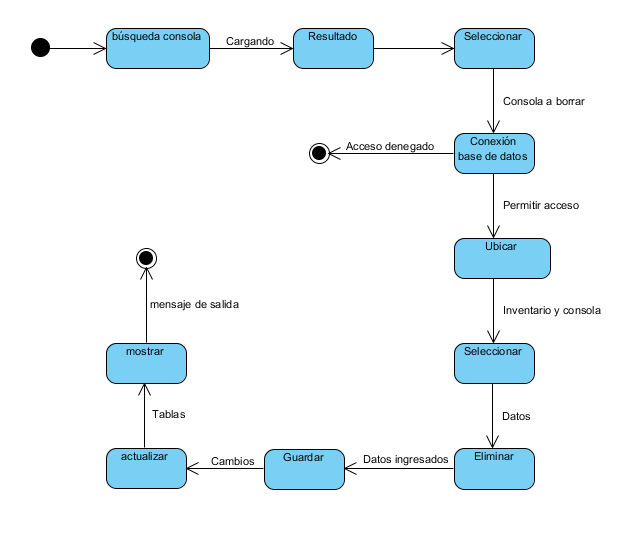 búsqueda consola
Cargando
Resultado
Seleccionar
Consola a borrar
Conexión
base de datos
Acceso denegado
Permitir acceso
Ubicar
Inventario y consola
Seleccionar
Datos
Eliminar
Datos ingresados
Guardar
Cambios
actualizar
Tablas
mostrar
mensaje de salida